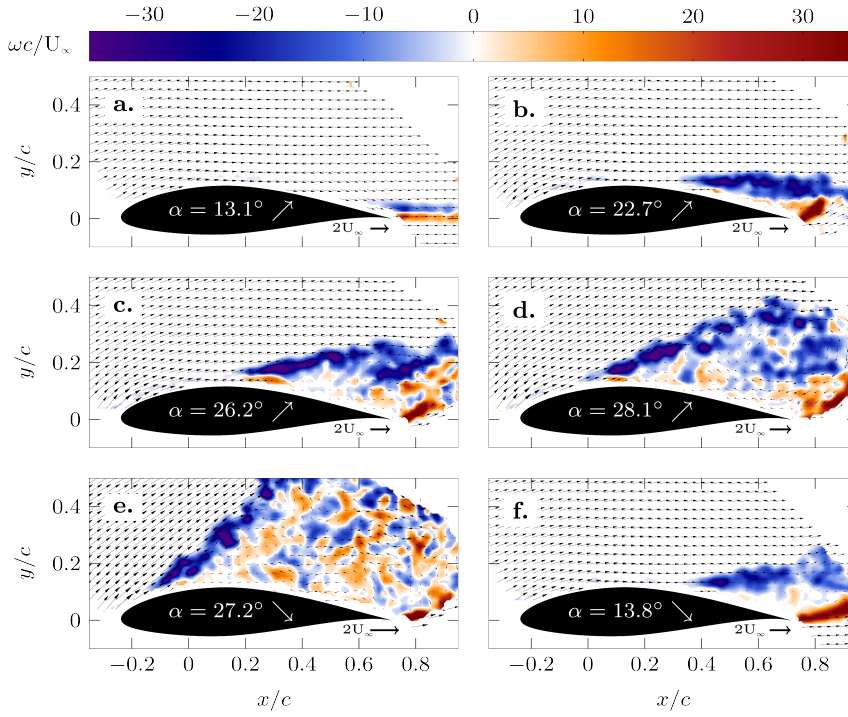 −30 −20 −10 0 10 20 30
ωc/U∞
a.
b.
0.4
0.2
0
y/c
α = 13.1° ↗
α = 22.7° ↗
2U∞ →
2U∞ →
c.
d.
0.4
0.2
0
y/c
α = 26.2° ↗
α = 28.1° ↗
2U∞ →
2U∞ →
e.
f.
0.4
0.2
0
y/c
α = 27.2° ↘
α = 13.8° ↘
2U∞ →
2U∞ →
−0.2 0 0.2 0.4 0.6 0.8
−0.2 0 0.2 0.4 0.6 0.8
x/c
x/c